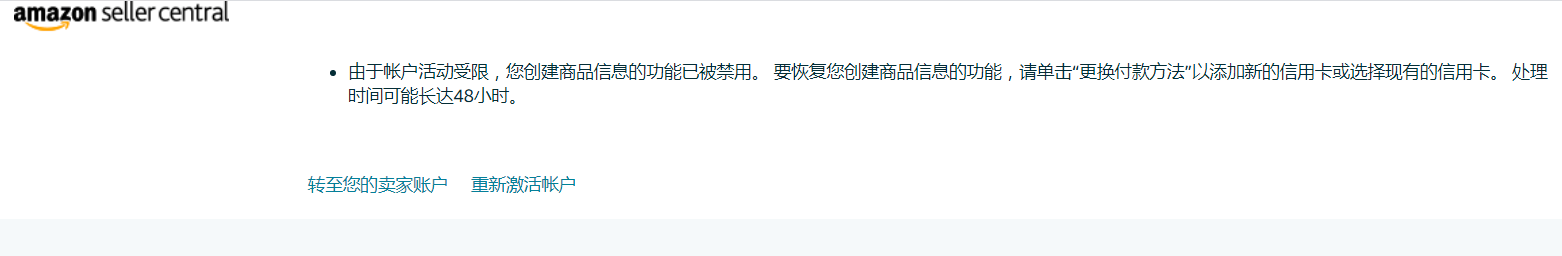 amazon seller central
由于帐户活动受限，您创建商品信息的功能已被禁用。 要恢复您创建商品信息的功能，请单击“更换付款方法”以添加新的信用卡或选择现有的信用卡。 处理
时间可能长达48小时。
转至您的卖家账户 重新激活帐户